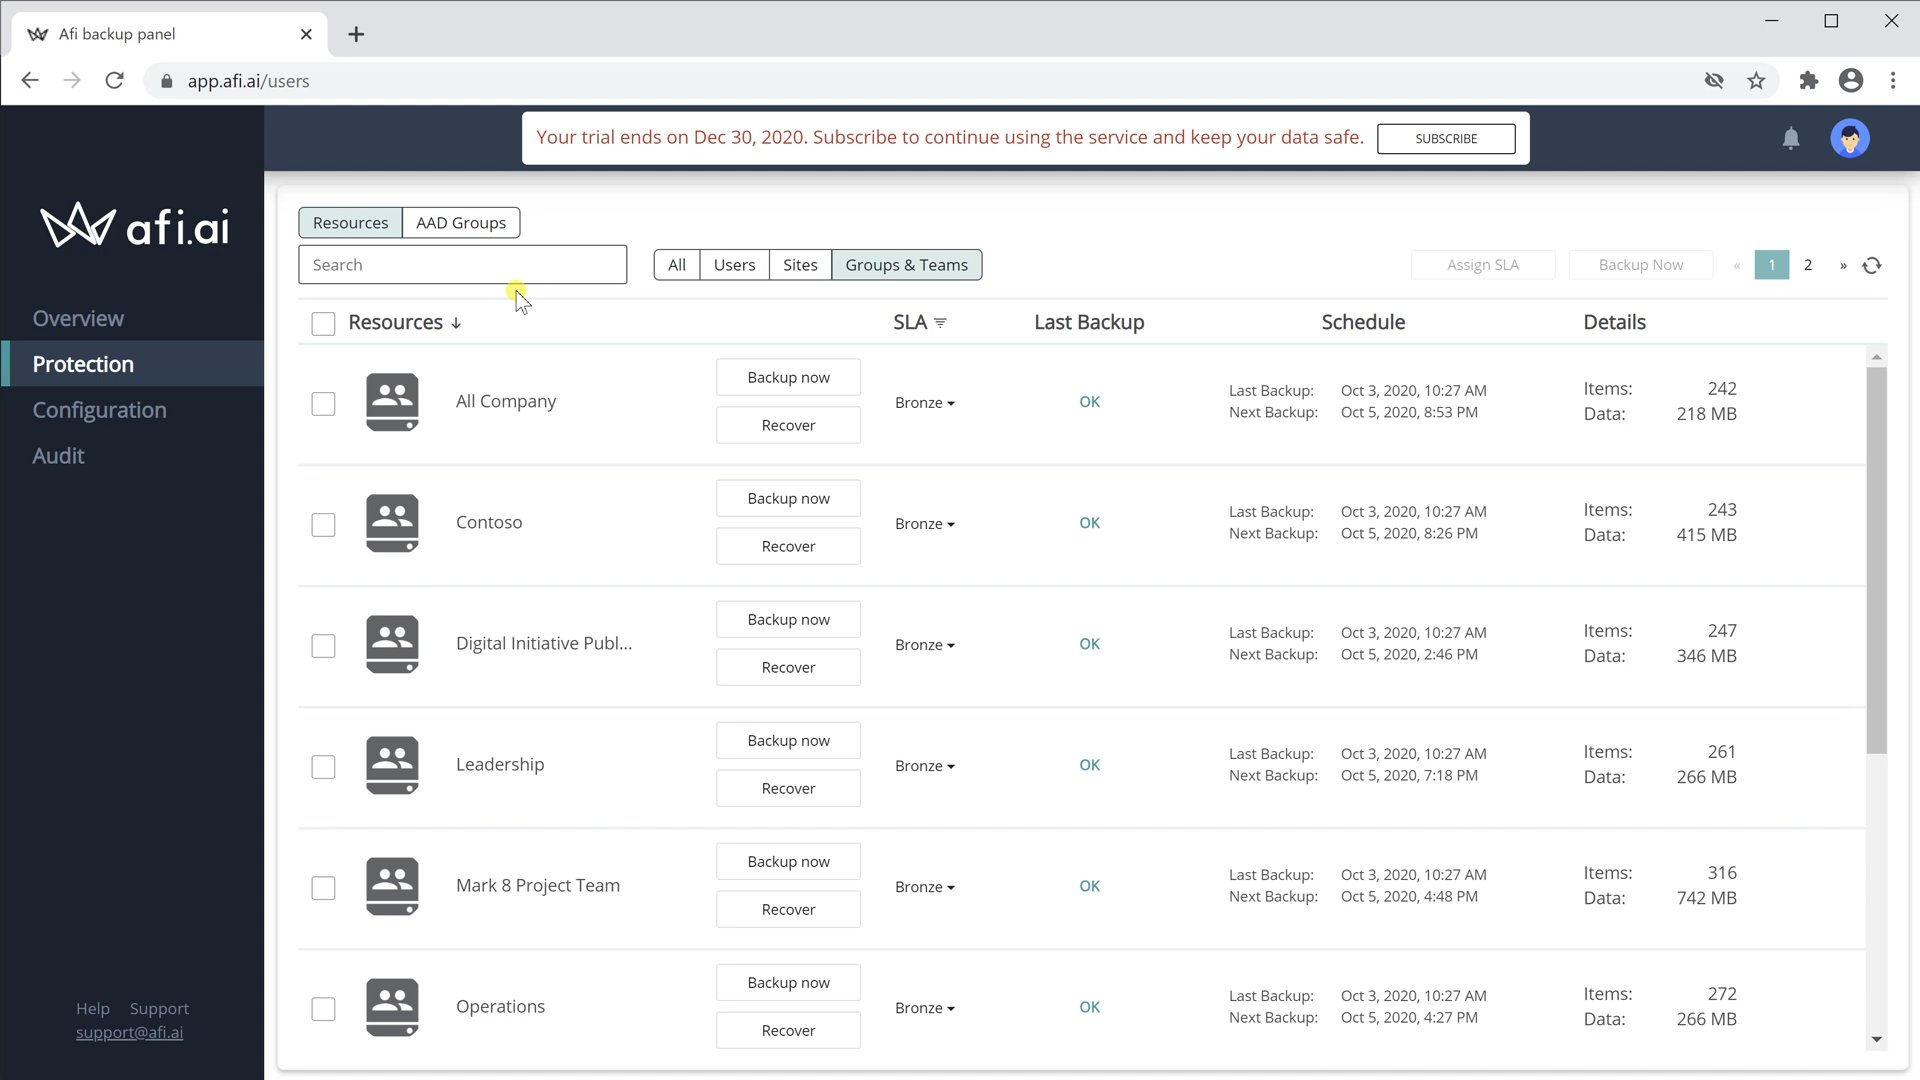 Afi backup panel
app.afi.ai/users
Your trial ends on Dec 30, 2020. Subscribe to continue using the service and keep your data safe. SUBSCRIBE
afi.ai
Overview
Protection
Configuration
Audit
Help Support
support@afi.ai
Resources AAD Groups
Search All Users Sites Groups & Teams Assign SLA Backup Now « 1 2 »
Resources ↓ SLA Last Backup Schedule Details
All Company Backup now Recover Bronze OK
Last Backup: Oct 3, 2020, 10:27 AM Items: 242
Next Backup: Oct 5, 2020, 8:53 PM Data: 218 MB
Contoso Backup now Recover Bronze OK
Last Backup: Oct 3, 2020, 10:27 AM Items: 243
Next Backup: Oct 5, 2020, 8:26 PM Data: 415 MB
Digital Initiative Publ... Backup now Recover Bronze OK
Last Backup: Oct 3, 2020, 10:27 AM Items: 247
Next Backup: Oct 5, 2020, 2:46 PM Data: 346 MB
Leadership Backup now Recover Bronze OK
Last Backup: Oct 3, 2020, 10:27 AM Items: 261
Next Backup: Oct 5, 2020, 7:18 PM Data: 266 MB
Mark 8 Project Team Backup now Recover Bronze OK
Last Backup: Oct 3, 2020, 10:27 AM Items: 316
Next Backup: Oct 5, 2020, 4:48 PM Data: 742 MB
Operations Backup now Recover Bronze OK
Last Backup: Oct 3, 2020, 10:27 AM Items: 272
Next Backup: Oct 5, 2020, 4:27 PM Data: 266 MB